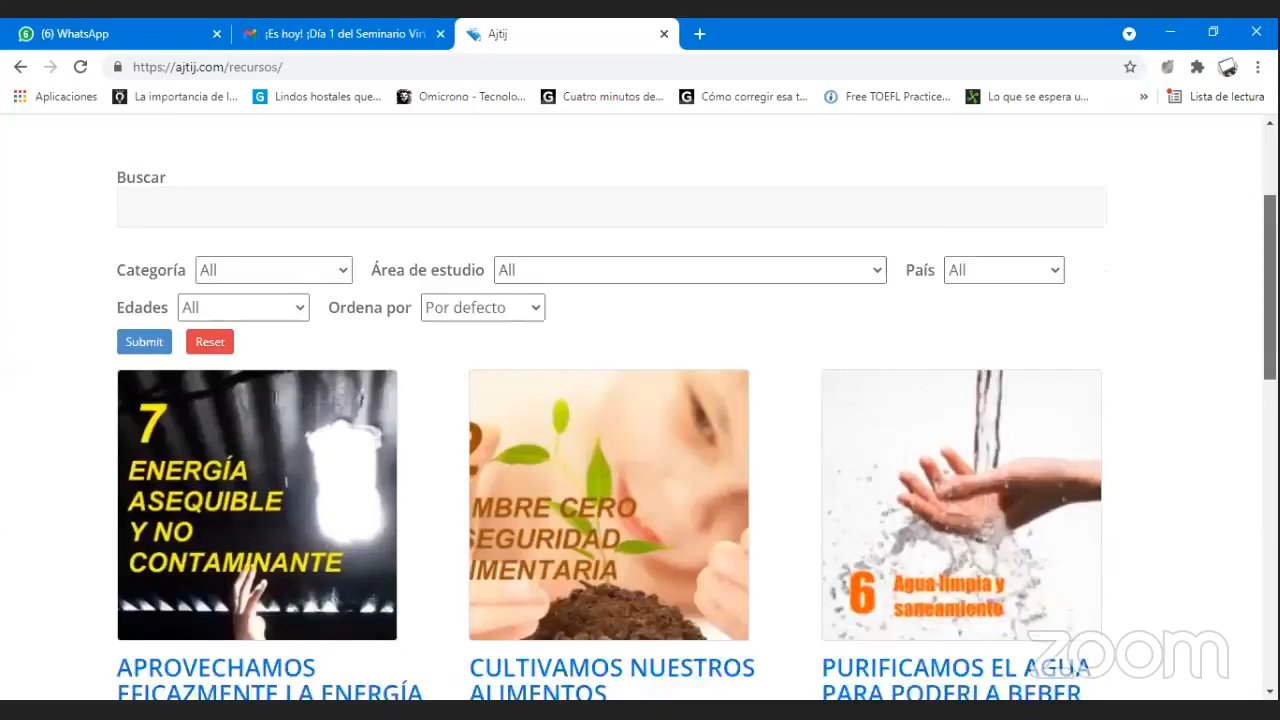 6
(6) WhatsApp
¡Es hoy! ¡Día 1 del Seminario Vir
Ajtij
https://ajtij.com/recursos/
Aplicaciones
La importancia de l...
Lindos hostales que...
Omicrono - Tecnolo...
Cuatro minutos de...
Cómo corregir esa t...
Free TOEFL Practice...
Lo que se espera u...
»
Lista de lectura
Buscar
Categoría All Área de estudio All País All
Edades All Ordena por Por defecto
Submit Reset
7
ENERGÍA
ASEQUIBLE
Y NO
CONTAMINANTE
MBRE CERO
SEGURIDAD
IMENTARIA
6 Agua limpia y
saneamiento
APROVECHAMOS
EFICAZMENTE LA ENERGÍA
CULTIVAMOS NUESTROS
ALIMENTOS
PURIFICAMOS EL AGUA
PARA PODERLA BEBER
zoom